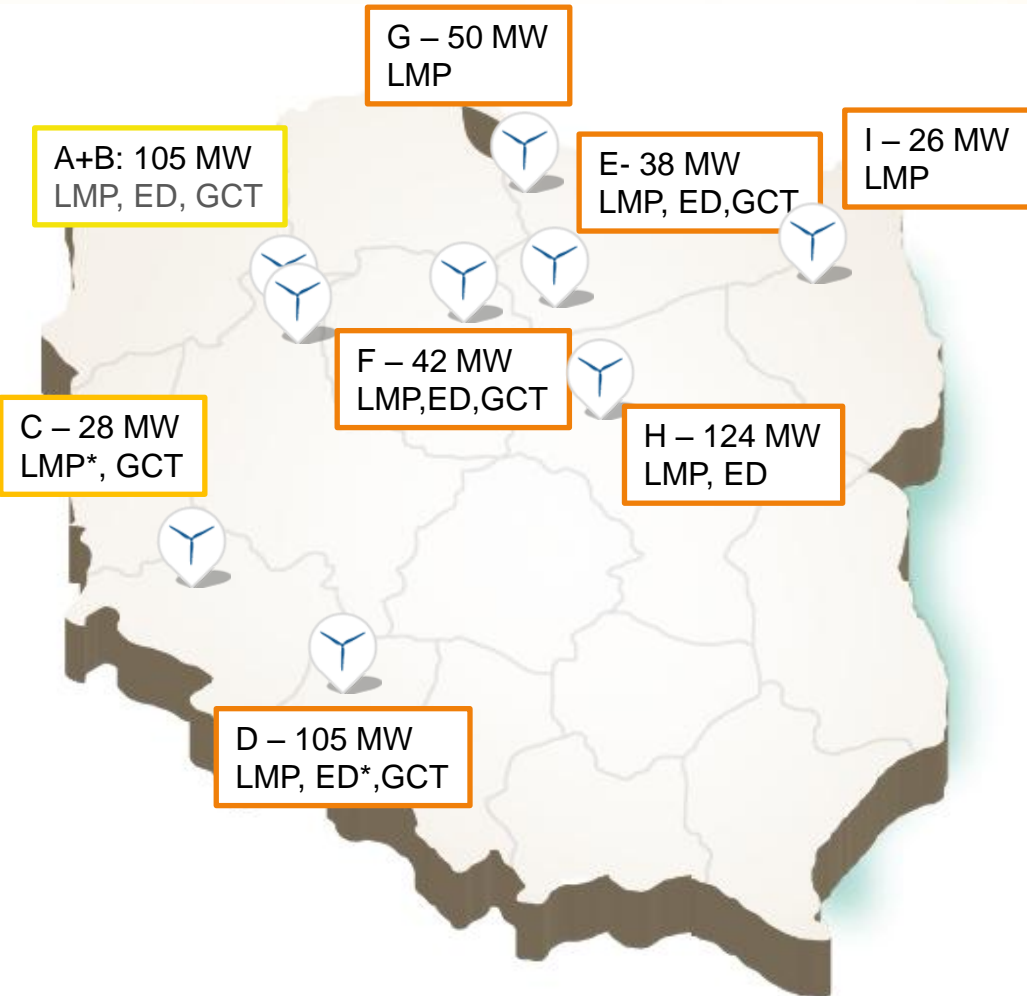 G – 50 MW
LMP
A+B: 105 MW
LMP, ED, GCT
E- 38 MW
LMP, ED,GCT
I – 26 MW
LMP
F – 42 MW
LMP,ED,GCT
C – 28 MW
LMP*, GCT
H – 124 MW
LMP, ED
D – 105 MW
LMP, ED*,GCT